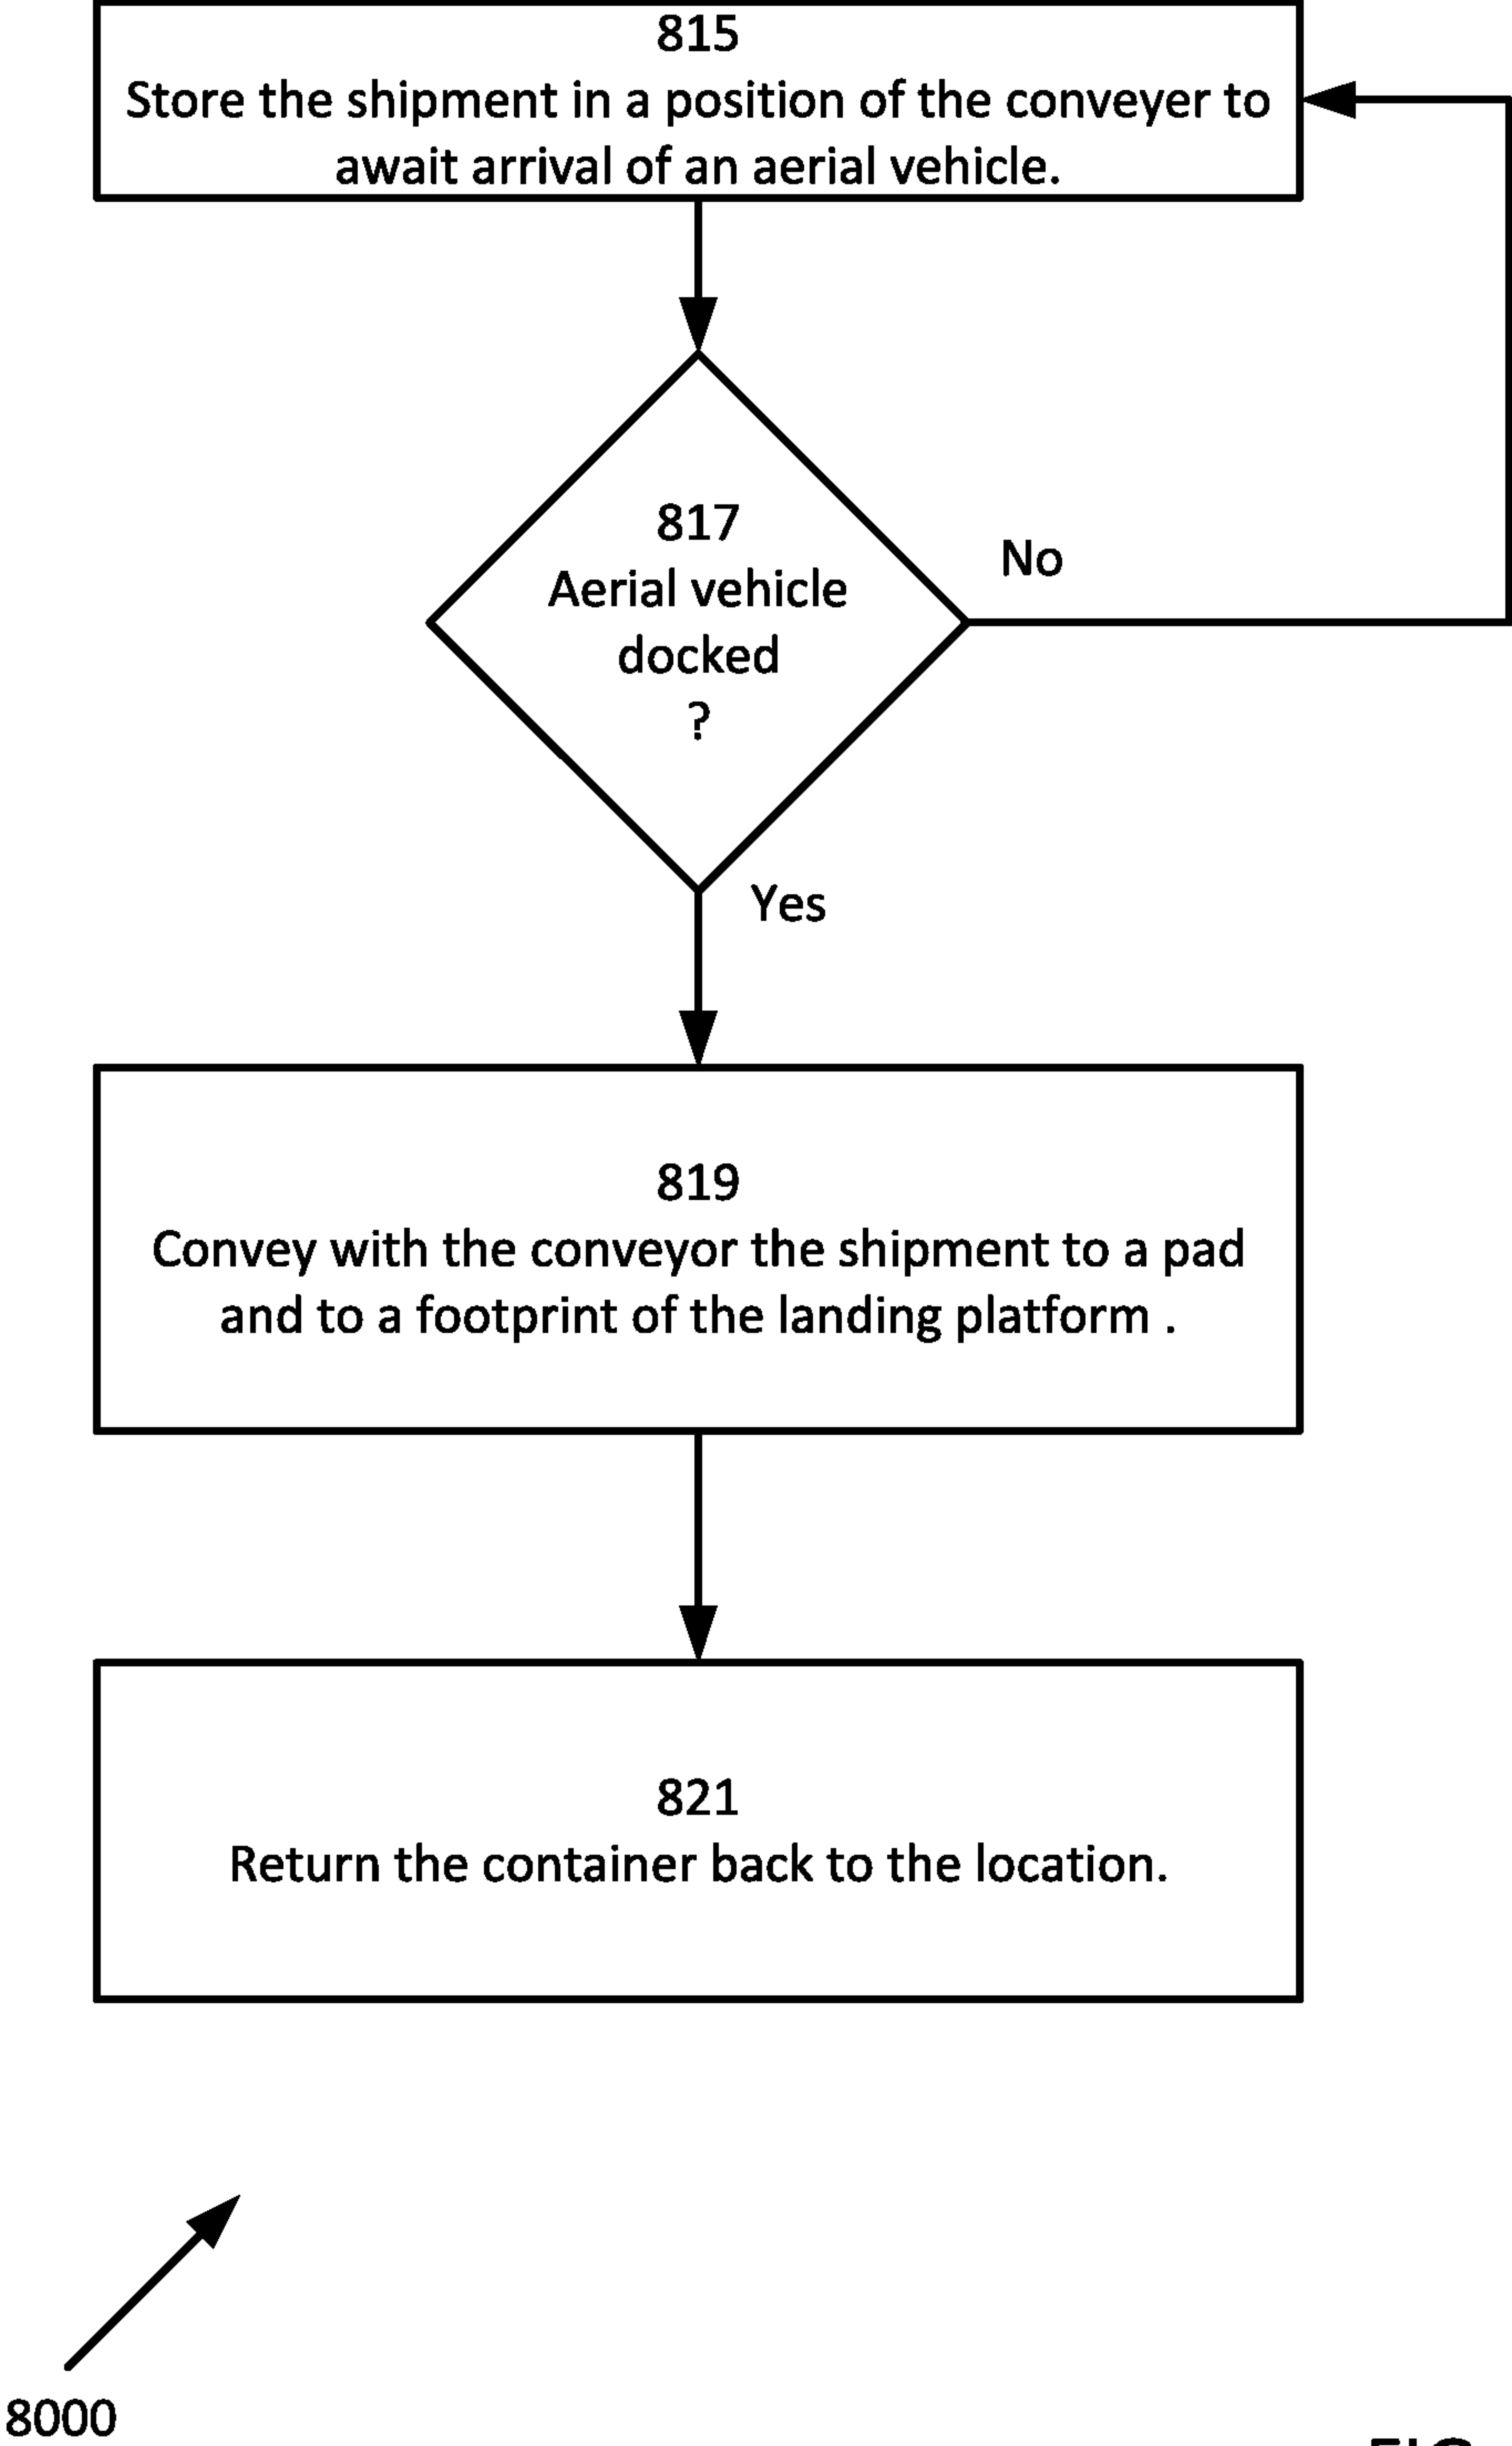 815
Store the shipment in a position of the conveyer to
await arrival of an aerial vehicle.
817
Aerial vehicle
docked
?
No
Yes
819
Convey with the conveyor the shipment to a pad
and to a footprint of the landing platform .
821
Return the container back to the location.
8000